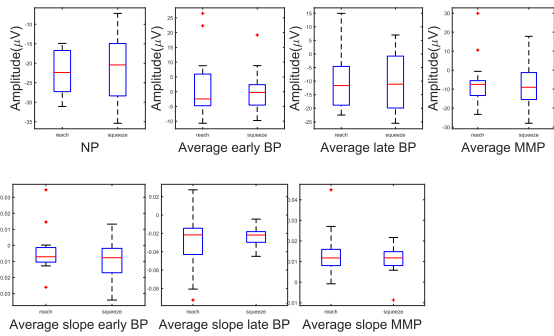 Amplitude(μV)
-10
-15
-20
-25
-30
-35
reach
squeeze
NP
Amplitude(μV)
25
20
15
10
5
0
-5
-10
reach
squeeze
Average early BP
Amplitude(μV)
15
10
5
0
-5
-10
-15
-20
-25
reach
squeeze
Average late BP
Amplitude(μV)
30
20
10
0
-10
-20
-30
reach
squeeze
Average MMP
0.03
0.02
0.01
0
0.01
0.02
0.03
reach
squeeze
Average slope early BP
0.02
0
-0.02
-0.04
-0.06
-0.08
reach
squeeze
Average slope late BP
0.04
0.03
0.02
0.01
0
0.01
reach
squeeze
Average slope MMP